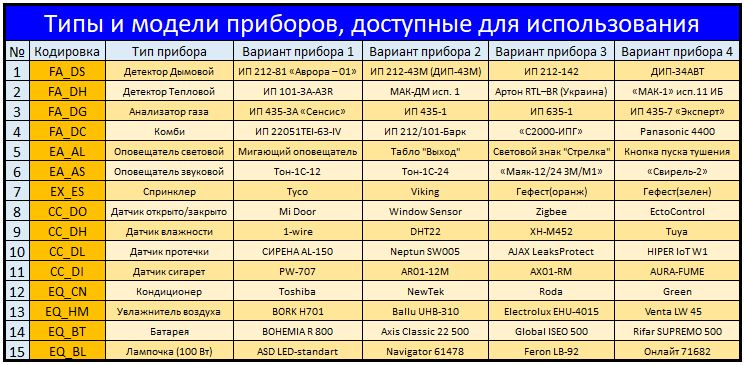 Типы и модели приборов, доступные для использования
№ Кодировка Тип прибора Вариант прибора 1 Вариант прибора 2 Вариант прибора 3 Вариант прибора 4
1 FA_DS Детектор Дымовой ИП 212-81 «Аврора – 01» ИП 212-43М (ДИП-43М) ИП 212-142 ДИП-34АВТ
2 FA_DH Детектор Тепловой ИП 101-3А-A3R МАК-ДМ исп. 1 Артон RTL–BR (Украина) «МАК-1» исп.11 ИБ
3 FA_DG Анализатор газа ИП 435-3А «Сенсис» ИП 435-1 ИП 635-1 ИП 435-7 «Эксперт»
4 FA_DC Комби ИП 22051TEI-63-IV ИП 212/101-Барк «С2000-ИПГ» Panasonic 4400
5 EA_AL Оповещатель световой Мигающий оповещатель Табло "Выход" Световой знак "Стрелка" Кнопка пуска тушения
6 EA_AS Оповещатель звуковой Тон-1С-12 Тон-1С-24 «Маяк-12/24 3М/М1» «Свирель-2»
7 EX_ES Спринклер Tyco Viking Гефест(оранж) Гефест(зелен)
8 CC_DO Датчик открыто/закрыто Mi Door Window Sensor Zigbee EctoControl
9 CC_DH Датчик влажности 1-wire DHT22 XH-M452 Tuya
10 CC_DL Датчик протечки СИРЕНА AL-150 Neptun SW005 AJAX LeaksProtect HIPER IoT W1
11 CC_DI Датчик сигарет PW-707 AR01-12M AX01-RM AURA-FUME
12 EQ_CN Кондиционер Toshiba NewTek Roda Green
13 EQ_HM Увлажнитель воздуха BORK H701 Ballu UHB-310 Electrolux EHU-4015 Venta LW 45
14 EQ_BT Батарея BOHEMIA R 800 Axis Classic 22 500 Global ISEO 500 Rifar SUPREMO 500
15 EQ_BL Лампочка (100 Вт) ASD LED-standart Navigator 61478 Feron LB-92 Онлайт 71682